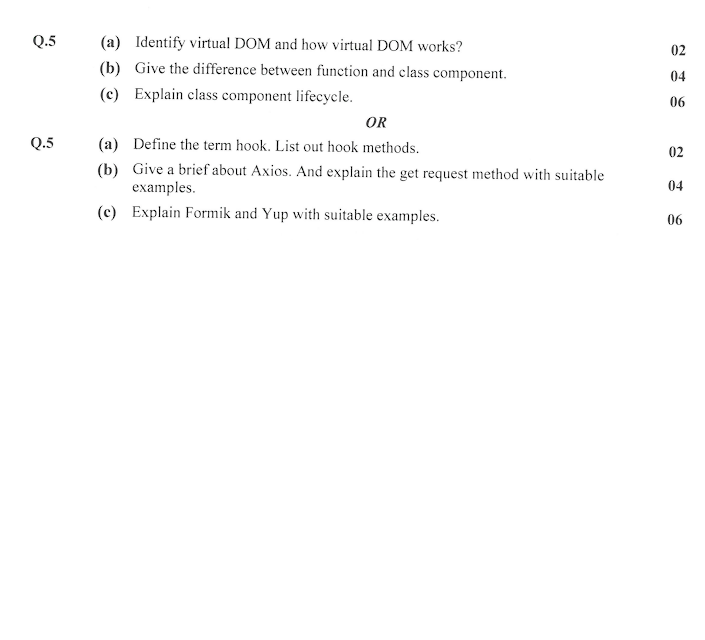 Q.5 (a) Identify virtual DOM and how virtual DOM works? 02
(b) Give the difference between function and class component. 04
(c) Explain class component lifecycle. 06
OR
Q.5 (a) Define the term hook. List out hook methods. 02
(b) Give a brief about Axios. And explain the get request method with suitable
examples. 04
(c) Explain Formik and Yup with suitable examples. 06